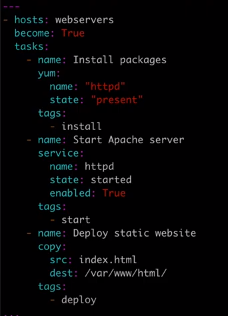 ---
- hosts: webservers
  become: True
  tasks:
    - name: Install packages
      yum:
        name: "httpd"
        state: "present"
      tags:
        - install
    - name: Start Apache server
      service:
        name: httpd
        state: started
        enabled: True
      tags:
        - start
    - name: Deploy static website
      copy:
        src: index.html
        dest: /var/www/html/
      tags:
        - deploy